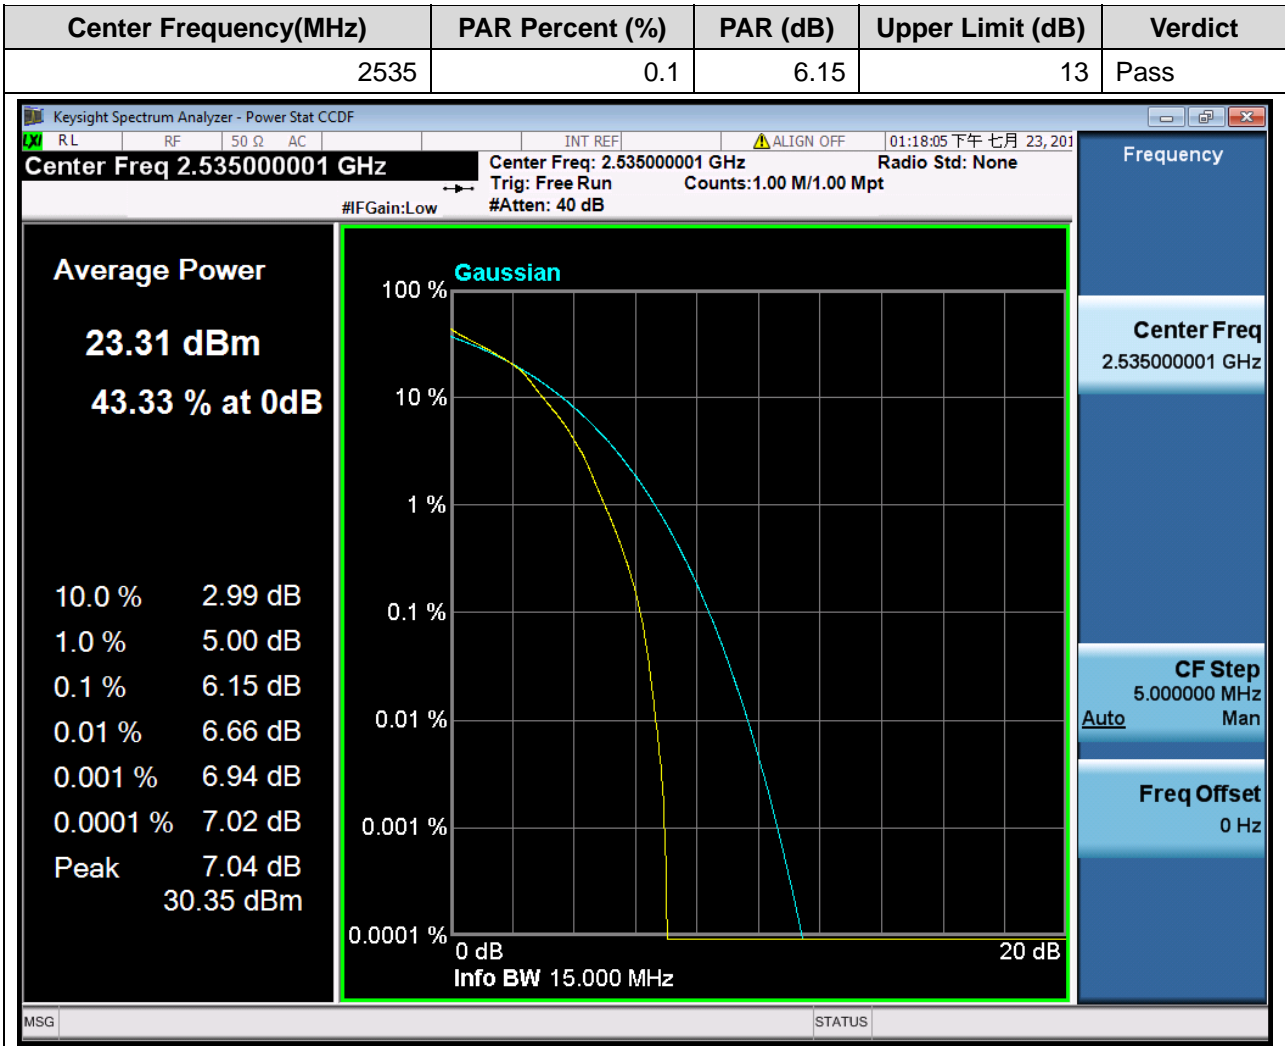 Center Frequency(MHz) PAR Percent (%) PAR (dB) Upper Limit (dB) Verdict
2535 0.1 6.15 13 Pass
Keysight Spectrum Analyzer - Power Stat CCDF
LXI RL RF 50 Ω AC INT REF ALIGN OFF 01:18:05 下午 七月 23, 201
Center Freq 2.535000001 GHz
#IFGain:Low
Center Freq: 2.535000001 GHz Radio Std: None
Trig: Free Run Counts:1.00 M/1.00 Mpt
#Atten: 40 dB
Average Power
23.31 dBm
43.33 % at 0dB
10.0 % 2.99 dB
1.0 % 5.00 dB
0.1 % 6.15 dB
0.01 % 6.66 dB
0.001 % 6.94 dB
0.0001 % 7.02 dB
Peak 7.04 dB
30.35 dBm
Gaussian
100 %
10 %
1 %
0.1 %
0.01 %
0.001 %
0.0001 %
0 dB 20 dB
Info BW 15.000 MHz
Frequency
Center Freq
2.535000001 GHz
CF Step
5.000000 MHz
Auto Man
Freq Offset
0 Hz
MSG STATUS